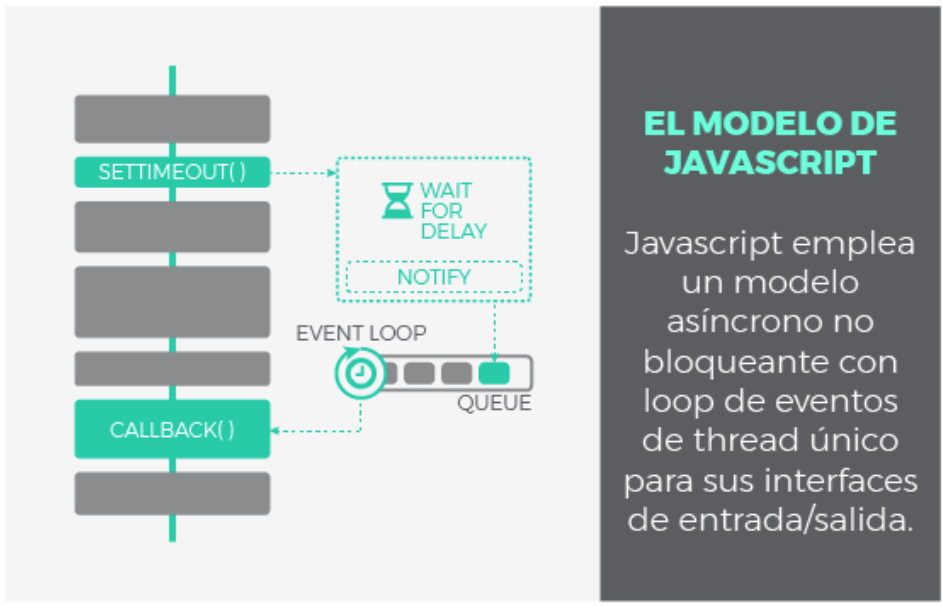 SETTIMEOUT( )
WAIT
FOR
DELAY
NOTIFY
EVENT LOOP
QUEUE
CALLBACK( )
EL MODELO DE
JAVASCRIPT
Javascript emplea
un modelo
asíncrono no
bloqueante con
loop de eventos
de thread único
para sus interfaces
de entrada/salida.